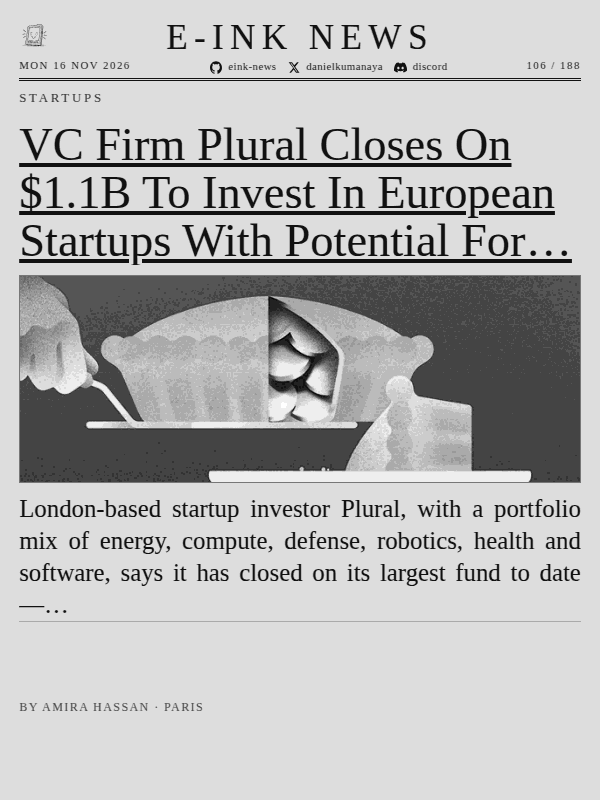 E-INK NEWS
MON 16 NOV 2026
eink-news
danielkumanaya
discord
106 / 188
STARTUPS
VC Firm Plural Closes On
$1.1B To Invest In European
Startups With Potential For…
London-based startup investor Plural, with a portfolio
mix of energy, compute, defense, robotics, health and
software, says it has closed on its largest fund to date
—…
BY AMIRA HASSAN · PARIS